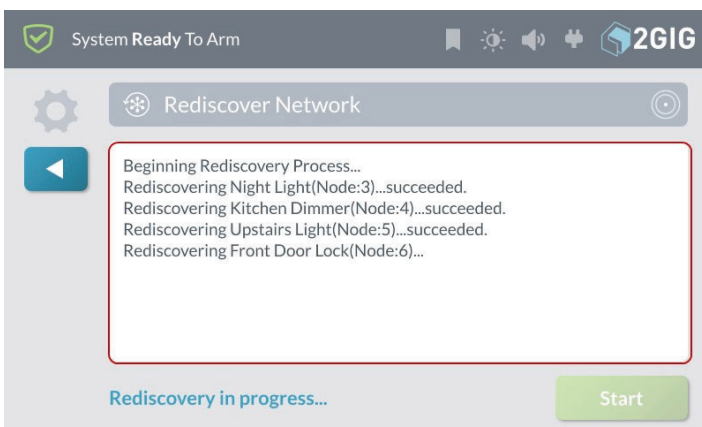 System Ready To Arm
2GIG
Rediscover Network
Beginning Rediscovery Process...
Rediscovering Night Light(Node:3)...succeeded.
Rediscovering Kitchen Dimmer(Node:4)...succeeded.
Rediscovering Upstairs Light(Node:5)...succeeded.
Rediscovering Front Door Lock(Node:6)...
Rediscovery in progress...
Start